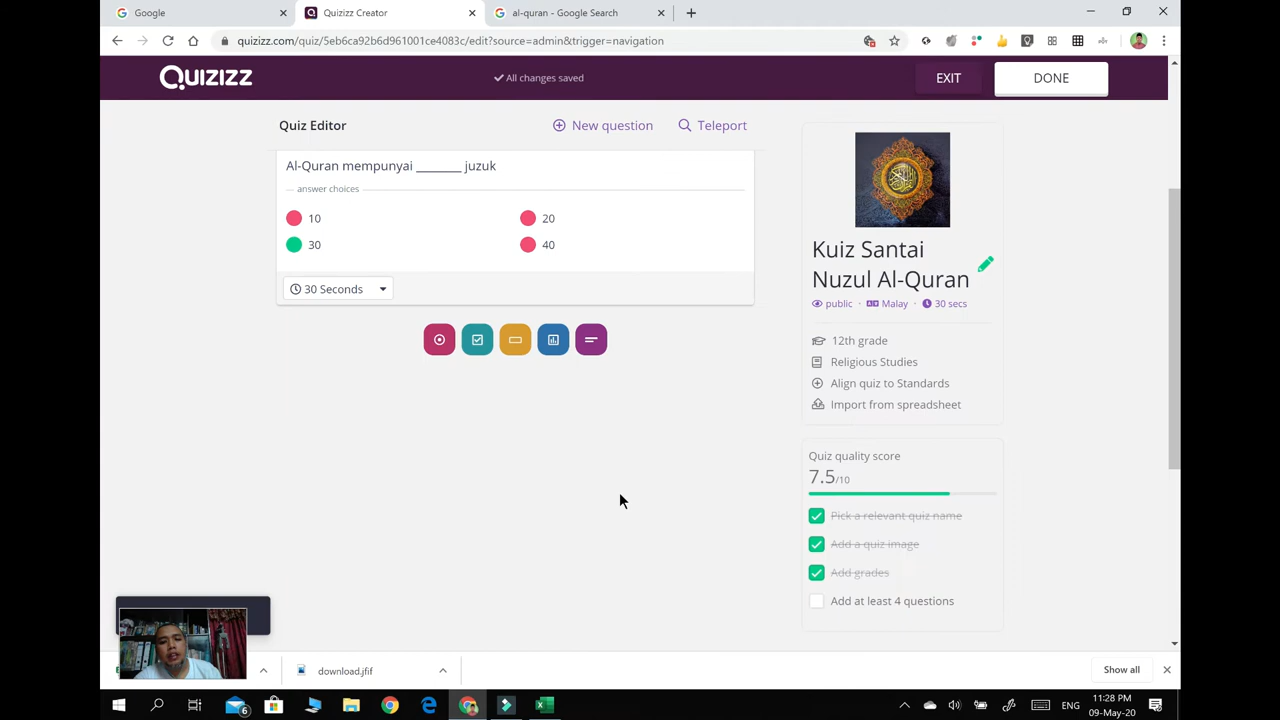 Google
Quizizz Creator
al-quran - Google Search
quizizz.com/quiz/5eb6ca92b6d961001ce4083c/edit?source=admin&trigger=navigation
QUIZIZZ
All changes saved
EXIT
DONE
Quiz Editor
New question
Teleport
Al-Quran mempunyai ________ juzuk
answer choices
10
20
30
40
30 Seconds
Kuiz Santai
Nuzul Al-Quran
public
Malay
30 secs
12th grade
Religious Studies
Align quiz to Standards
Import from spreadsheet
Quiz quality score
7.5/10
Pick a relevant quiz name
Add a quiz image
Add grades
Add at least 4 questions
download.jfif
Show all
6
ENG
11:28 PM
09-May-20